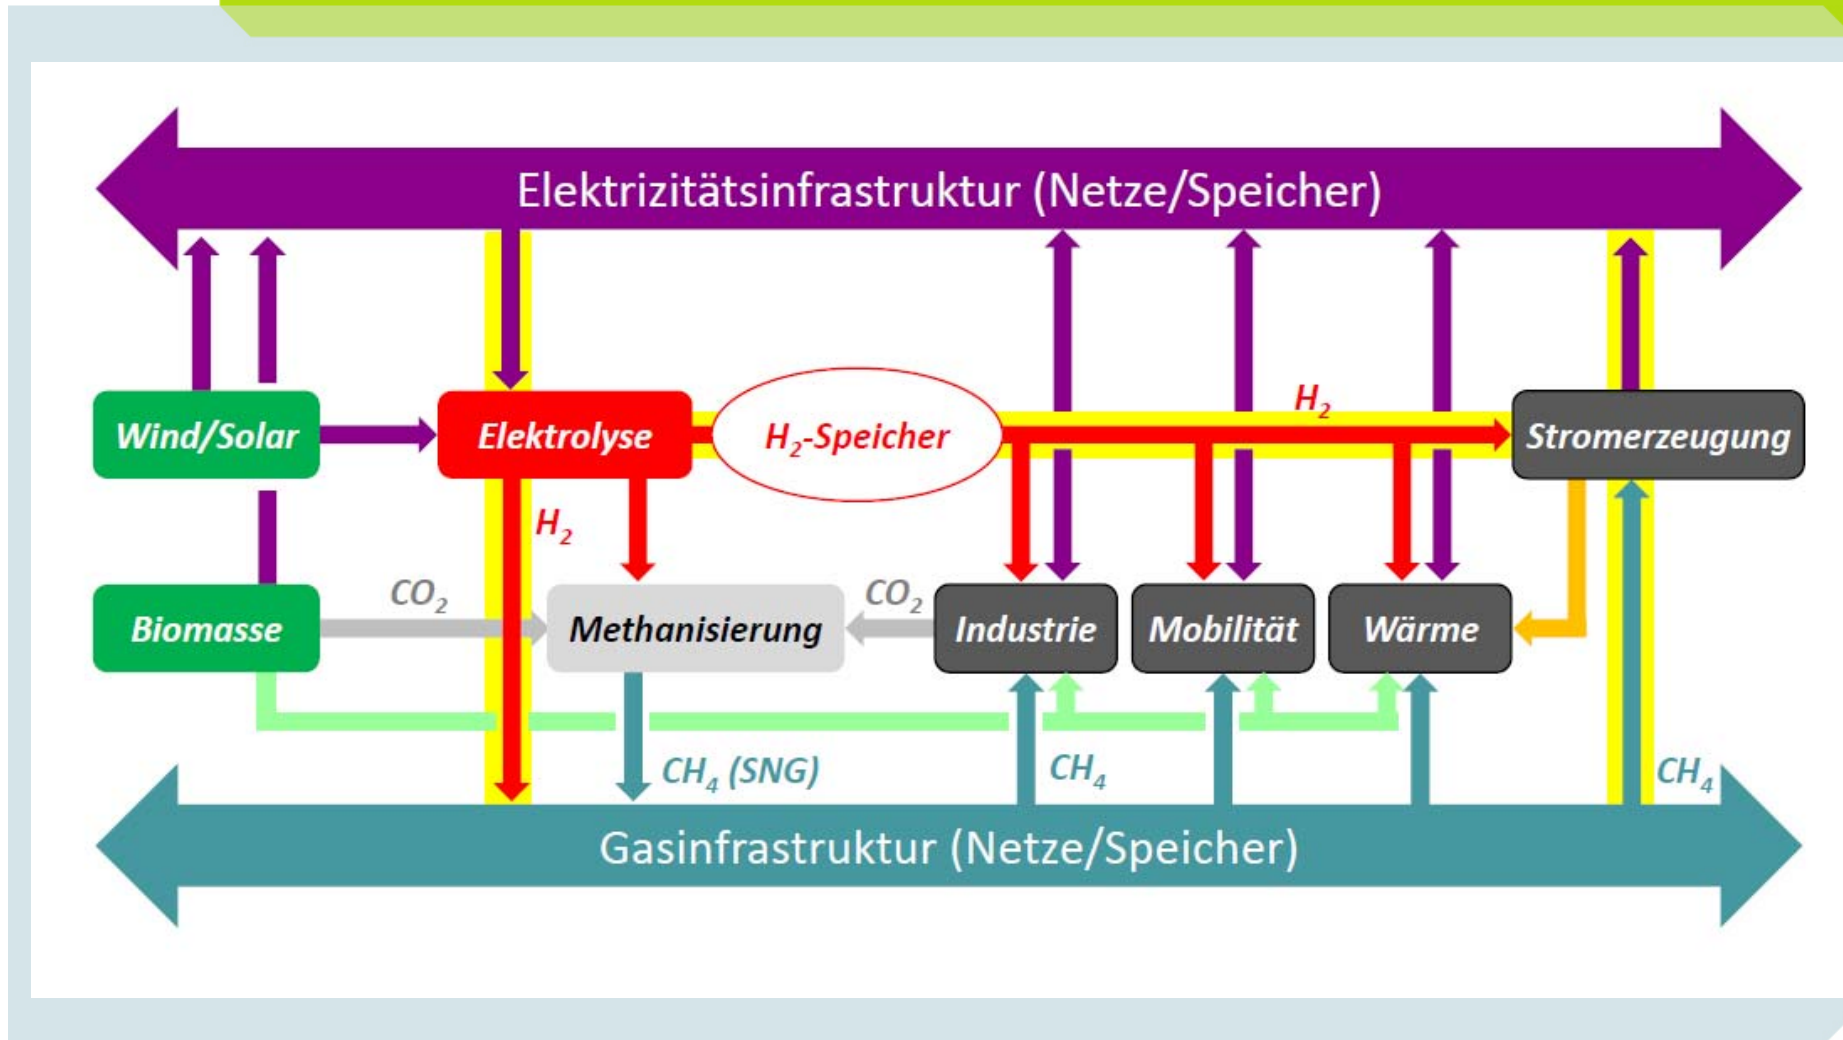 Elektrizitätsinfrastruktur (Netze/Speicher)
H₂
Wind/Solar
Elektrolyse
H₂-Speicher
Stromerzeugung
H₂
CO₂
CO₂
Biomasse
Methanisierung
Industrie
Mobilität
Wärme
CH₄ (SNG)
CH₄
CH₄
Gasinfrastruktur (Netze/Speicher)